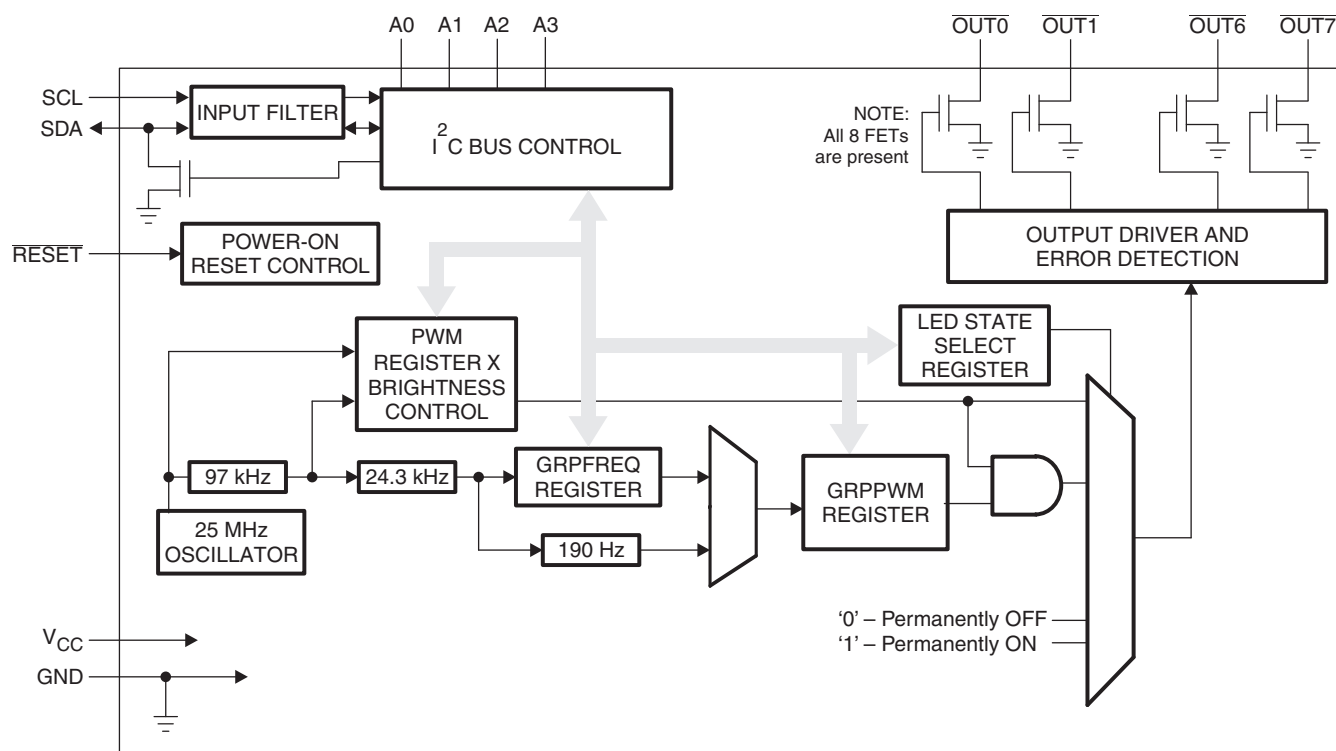 A0 A1 A2 A3
OUT0 OUT1 OUT6 OUT7
SCL
SDA
INPUT FILTER
I²C BUS CONTROL
NOTE:
All 8 FETs
are present
RESET
POWER-ON
RESET CONTROL
OUTPUT DRIVER AND
ERROR DETECTION
PWM
REGISTER X
BRIGHTNESS
CONTROL
LED STATE
SELECT
REGISTER
97 kHz
24.3 kHz
GRPFREQ
REGISTER
GRPPWM
REGISTER
25 MHz
OSCILLATOR
190 Hz
VCC
GND
‘0’ – Permanently OFF
‘1’ – Permanently ON